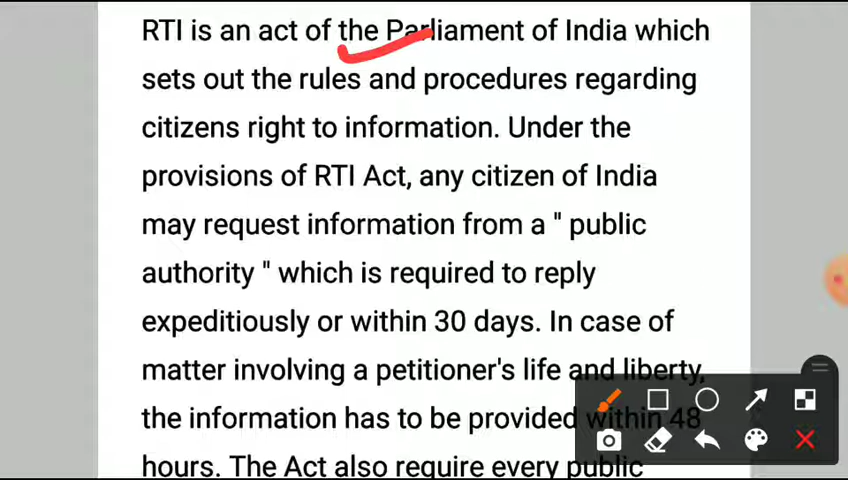 RTI is an act of the Parliament of India which
sets out the rules and procedures regarding
citizens right to information. Under the
provisions of RTI Act, any citizen of India
may request information from a " public
authority " which is required to reply
expeditiously or within 30 days. In case of
matter involving a petitioner's life and liberty,
the information has to be provided within 48
hours. The Act also require every public